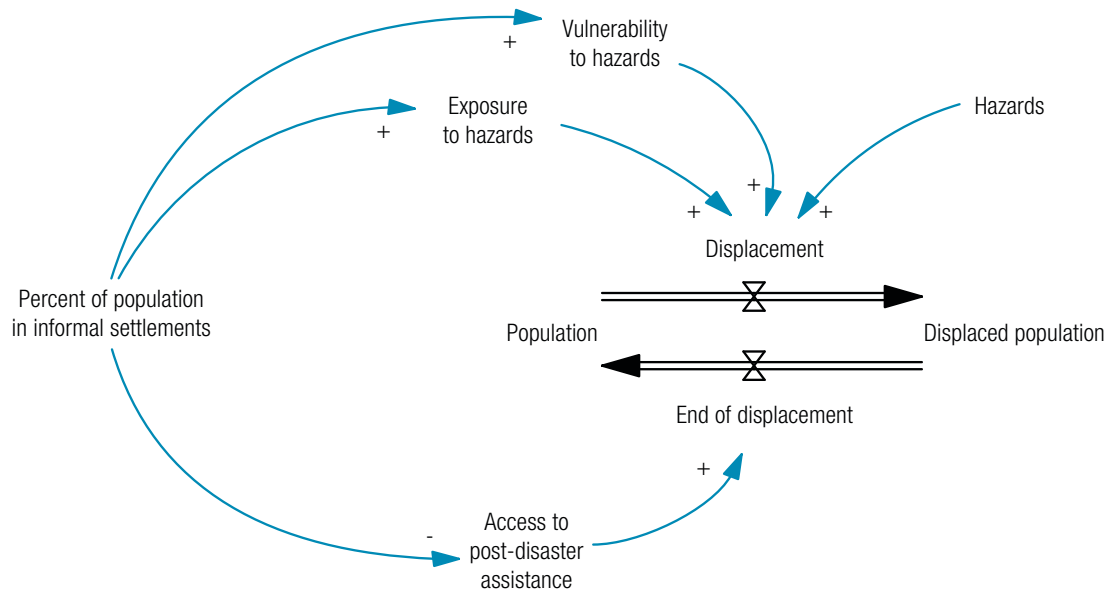 Vulnerability
to hazards
+
Exposure
to hazards
+
Hazards
+
+
+
Displacement
Percent of population
in informal settlements
Population
Displaced population
End of displacement
+
Access to
post-disaster
assistance
-